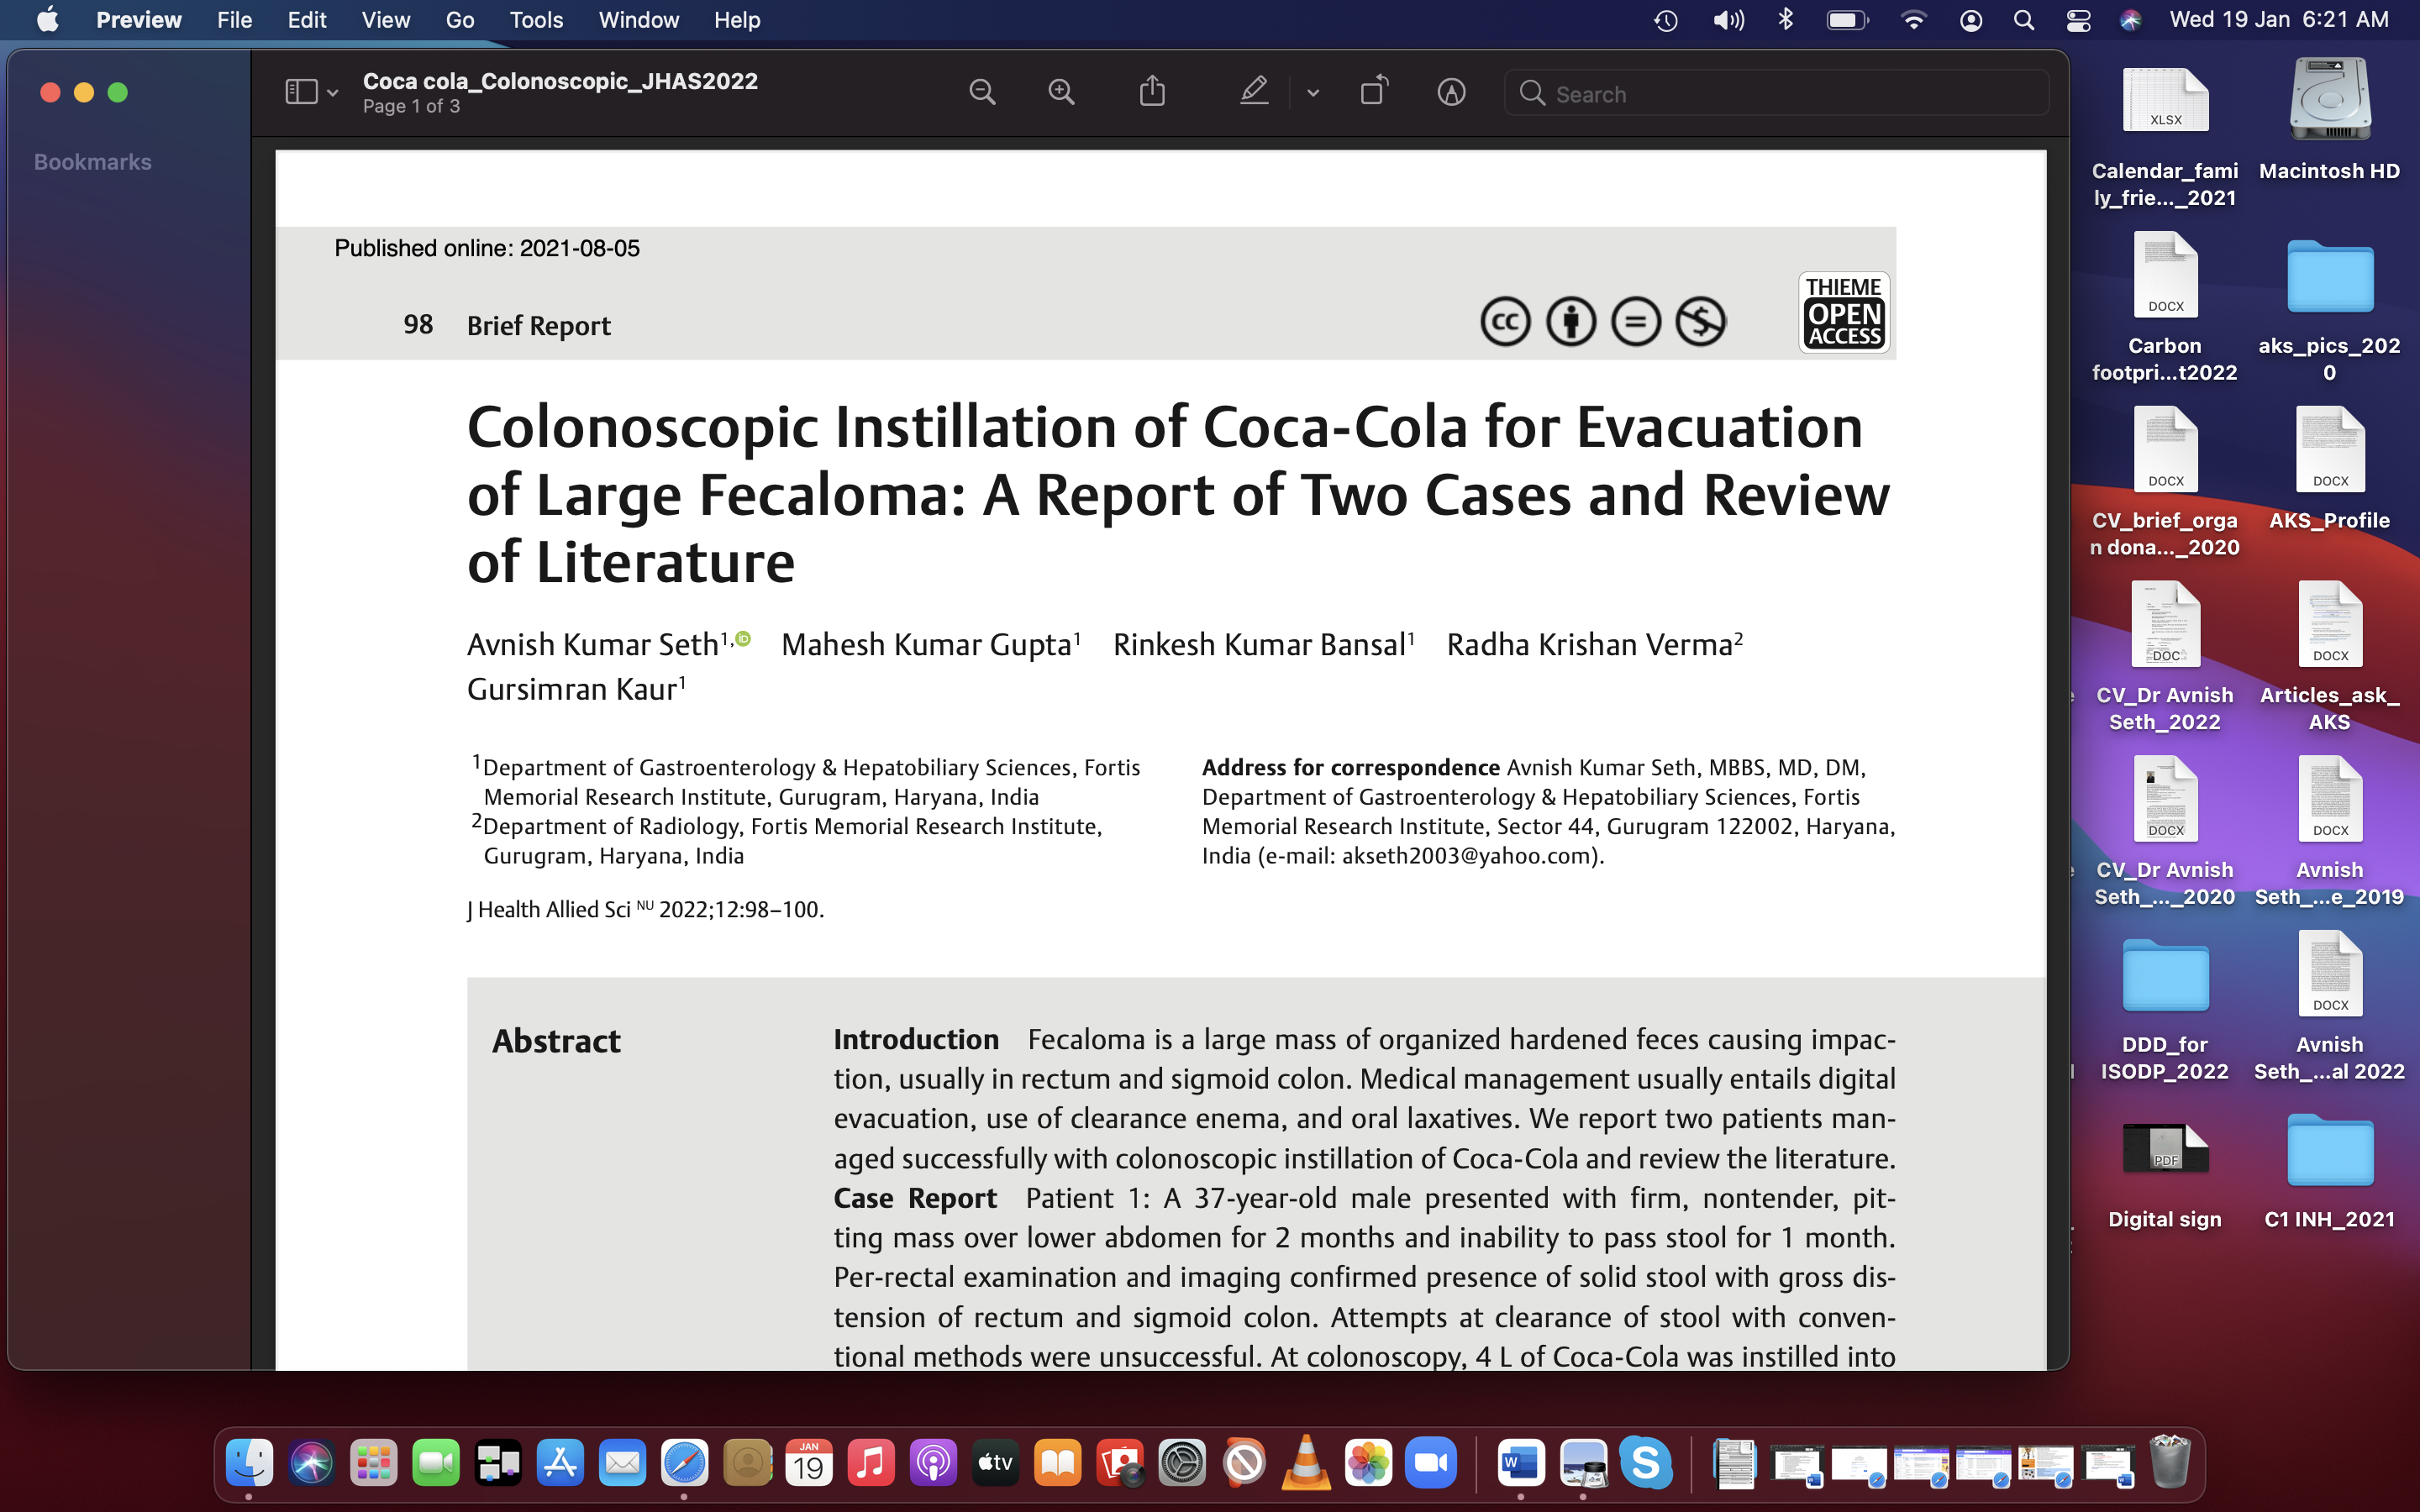 Preview File Edit View Go Tools Window Help
Wed 19 Jan 6:21 AM
Coca cola_Colonoscopic_JHAS2022
Page 1 of 3
Search
Bookmarks
Published online: 2021-08-05
98 Brief Report
cc
THIEME
OPEN
ACCESS
Colonoscopic Instillation of Coca-Cola for Evacuation
of Large Fecaloma: A Report of Two Cases and Review
of Literature
Avnish Kumar Seth1,iD Mahesh Kumar Gupta1 Rinkesh Kumar Bansal1 Radha Krishan Verma2
Gursimran Kaur1
1Department of Gastroenterology & Hepatobiliary Sciences, Fortis
Memorial Research Institute, Gurugram, Haryana, India
2Department of Radiology, Fortis Memorial Research Institute,
Gurugram, Haryana, India
Address for correspondence Avnish Kumar Seth, MBBS, MD, DM,
Department of Gastroenterology & Hepatobiliary Sciences, Fortis
Memorial Research Institute, Sector 44, Gurugram 122002, Haryana,
India (e-mail: akseth2003@yahoo.com).
J Health Allied Sci NU 2022;12:98–100.
Abstract
Introduction Fecaloma is a large mass of organized hardened feces causing impac-
tion, usually in rectum and sigmoid colon. Medical management usually entails digital
evacuation, use of clearance enema, and oral laxatives. We report two patients man-
aged successfully with colonoscopic instillation of Coca-Cola and review the literature.
Case Report Patient 1: A 37-year-old male presented with firm, nontender, pit-
ting mass over lower abdomen for 2 months and inability to pass stool for 1 month.
Per-rectal examination and imaging confirmed presence of solid stool with gross dis-
tension of rectum and sigmoid colon. Attempts at clearance of stool with conven-
tional methods were unsuccessful. At colonoscopy, 4 L of Coca-Cola was instilled into
XLSX
Calendar_fami
ly_frie..._2021
Macintosh HD
DOCX
Carbon
footpri...t2022
aks_pics_202
0
DOCX
CV_brief_orga
n dona..._2020
DOCX
AKS_Profile
DOC
CV_Dr Avnish
Seth_2022
DOCX
Articles_ask_
AKS
DOCX
CV_Dr Avnish
Seth_..._2020
DOCX
Avnish
Seth_...e_2019
DDD_for
ISODP_2022
DOCX
Avnish
Seth_...al 2022
PDF
Digital sign
C1 INH_2021
JAN
19
tv
W
S